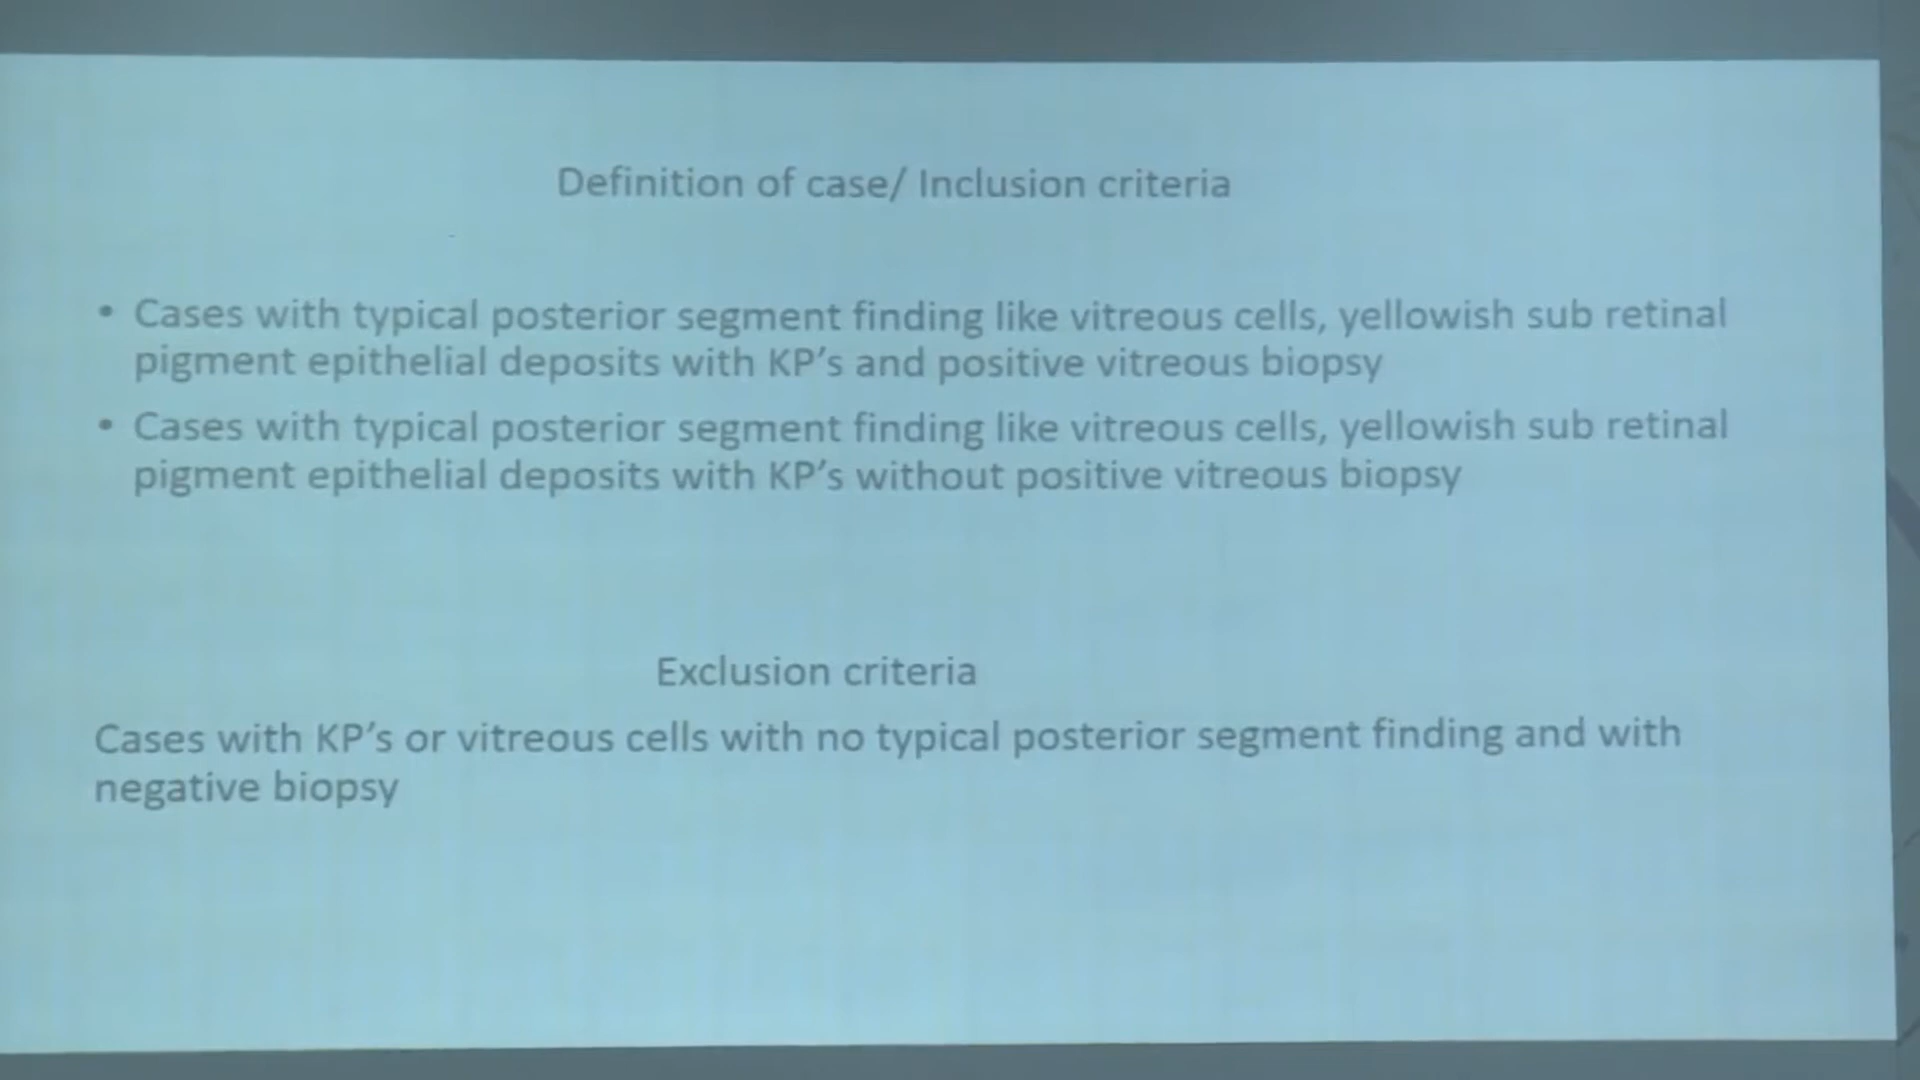 Definition of case/ Inclusion criteria
• Cases with typical posterior segment finding like vitreous cells, yellowish sub retinal
pigment epithelial deposits with KP's and positive vitreous biopsy
• Cases with typical posterior segment finding like vitreous cells, yellowish sub retinal
pigment epithelial deposits with KP's without positive vitreous biopsy
Exclusion criteria
Cases with KP's or vitreous cells with no typical posterior segment finding and with
negative biopsy